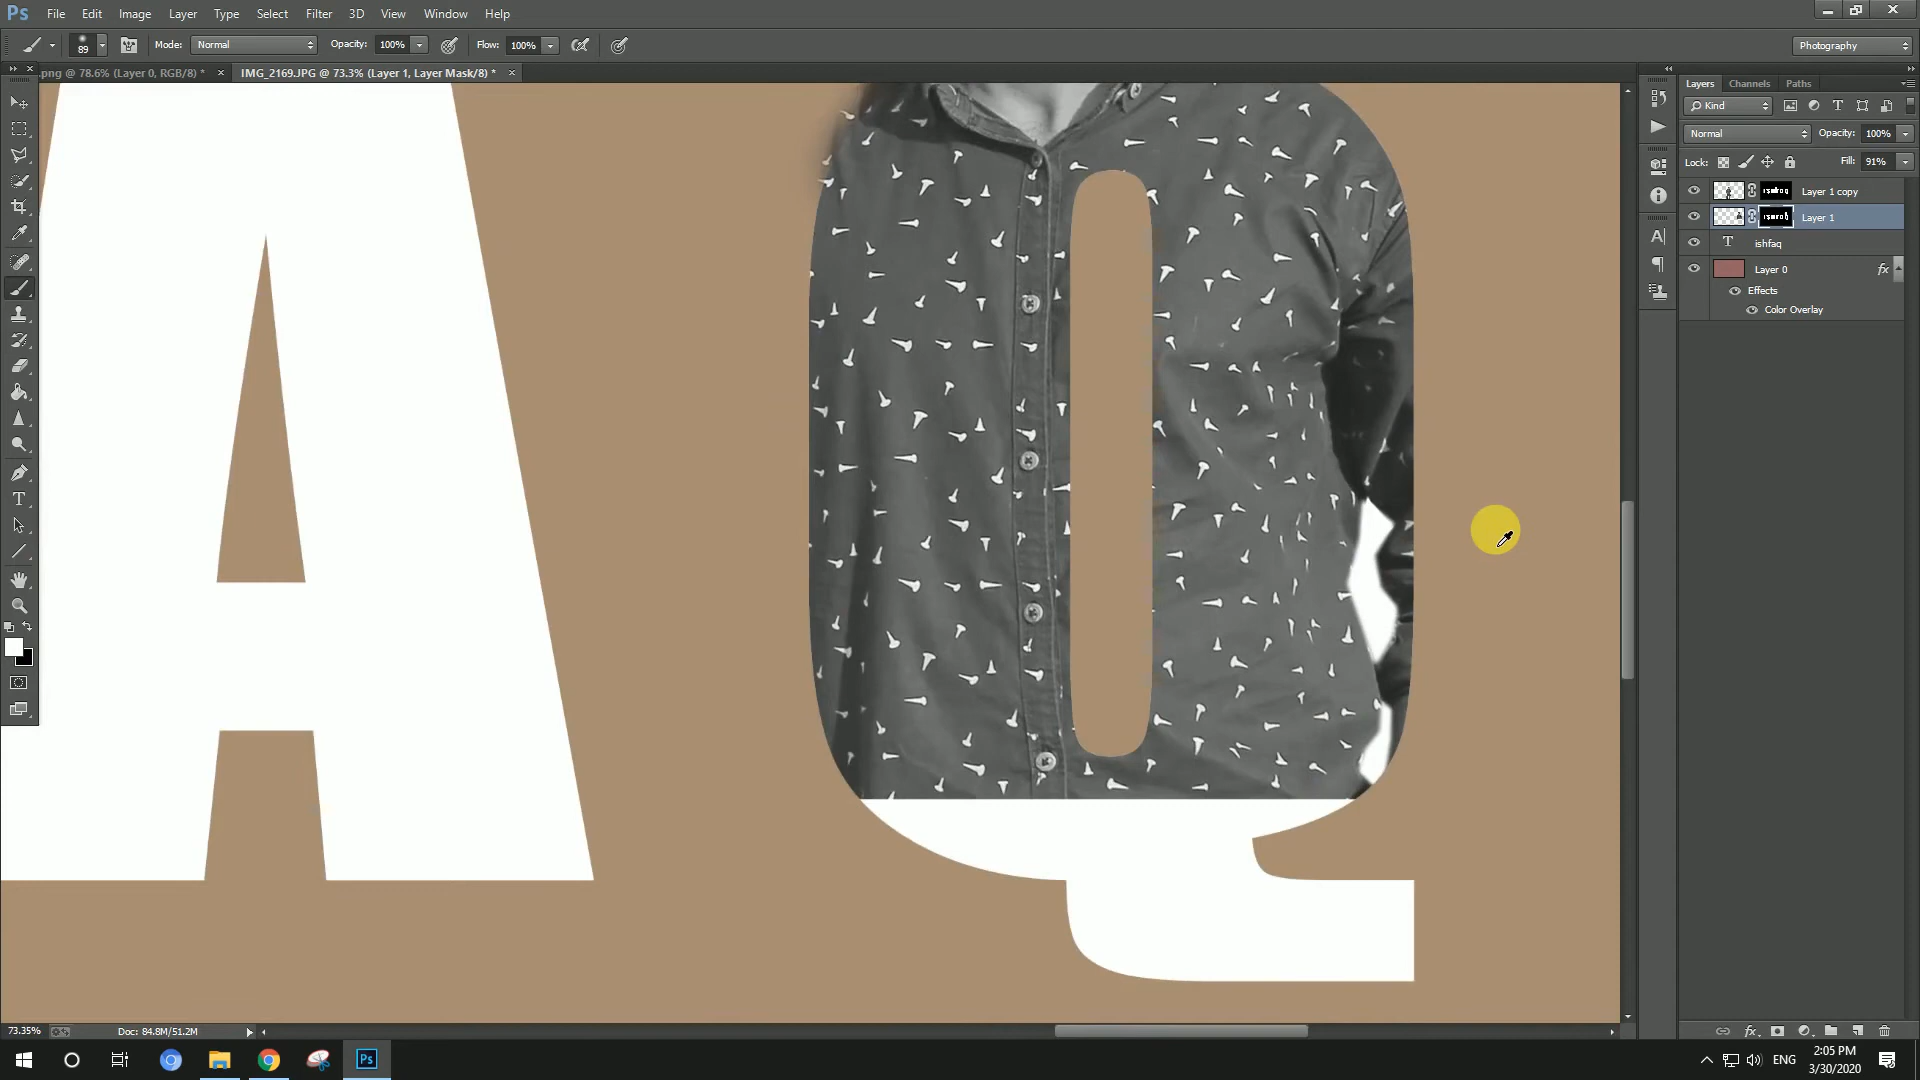 Ps File Edit Image Layer Type Select Filter 3D View Window Help
89 Mode: Normal Opacity: 100% Flow: 100% Photography
.png @ 78.6% (Layer 0, RGB/8) * × IMG_2169.JPG @ 73.3% (Layer 1, Layer Mask/8) * ×
Layers Channels Paths
Kind
Normal Opacity: 100%
Lock: Fill: 91%
Layer 1 copy
Layer 1
T ishfaq
Layer 0 fx
Effects
Color Overlay
A Q
73.35% Doc: 84.8M/51.2M
Ps ENG 2:05 PM
3/30/2020